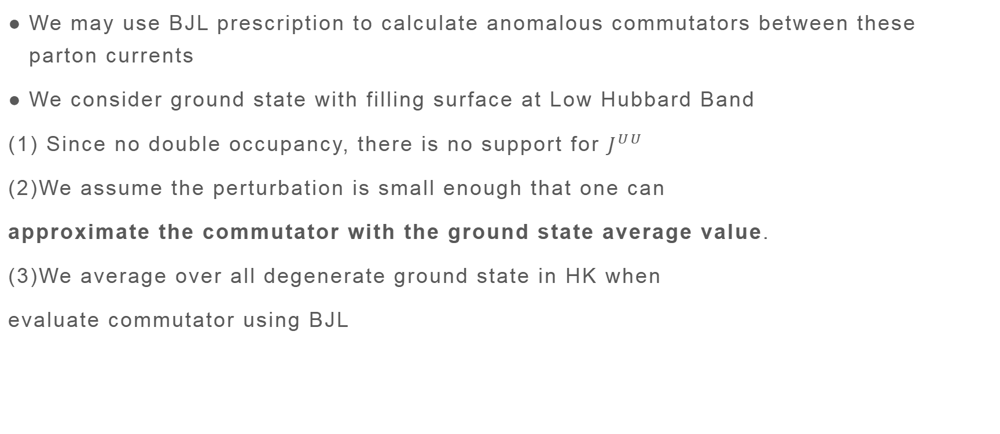 ● We may use BJL prescription to calculate anomalous commutators between these
parton currents
● We consider ground state with filling surface at Low Hubbard Band
(1) Since no double occupancy, there is no support for J^{UU}
(2)We assume the perturbation is small enough that one can
approximate the commutator with the ground state average value.
(3)We average over all degenerate ground state in HK when
evaluate commutator using BJL